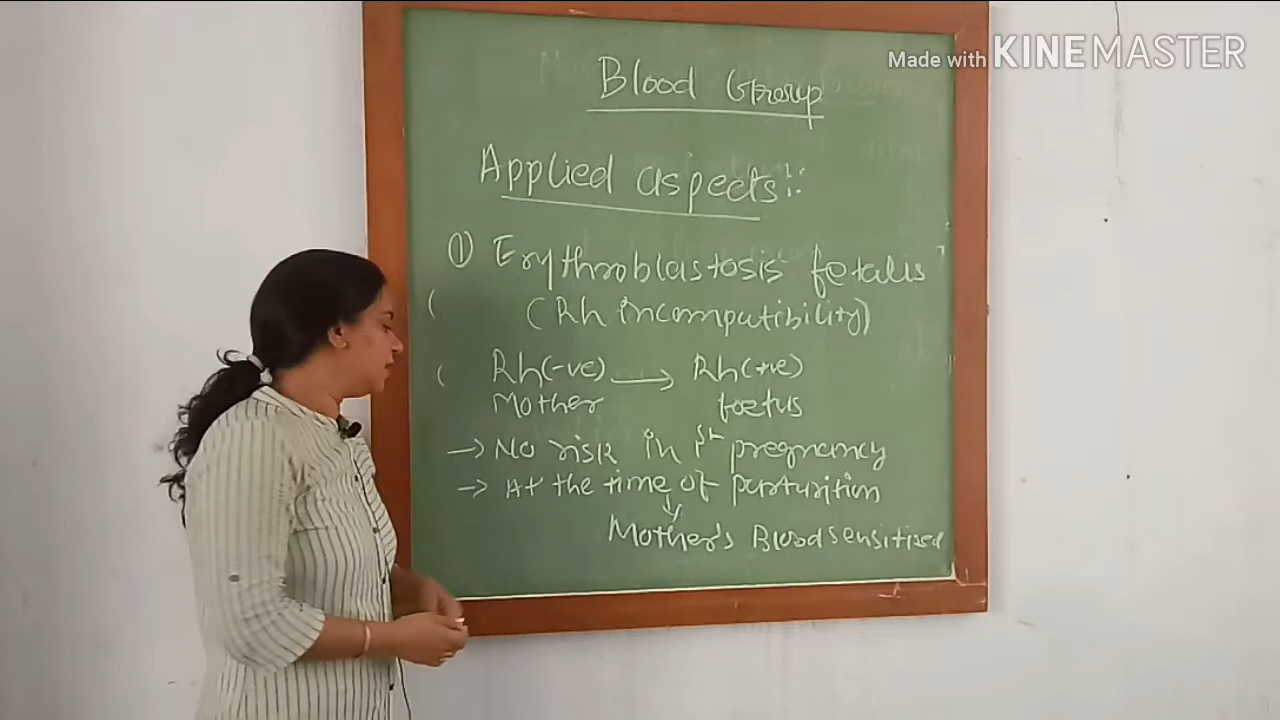 Made with KINEMASTER
Blood Group
Applied aspects :-
① Erythroblastosis fetalis
(Rh incompatibility)
Rh(-ve) → Rh(+ve)
Mother foetus
→ No risk in 1st pregnancy
→ At the time of parturition
↓
Mother's Blood sensitized